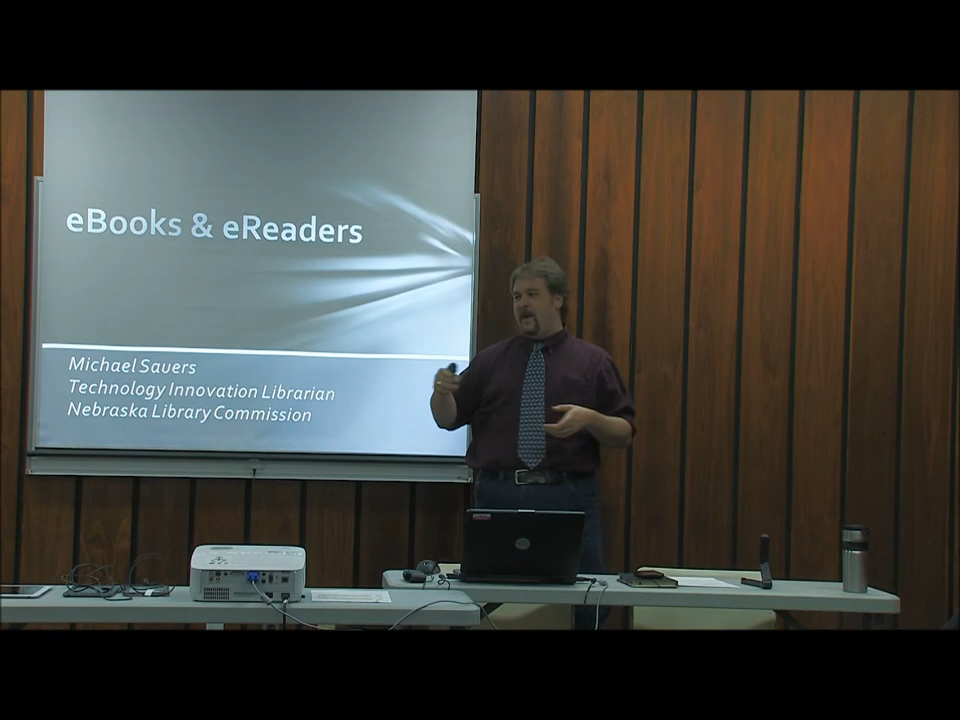 eBooks & eReaders
Michael Sauers
Technology Innovation Librarian
Nebraska Library Commission